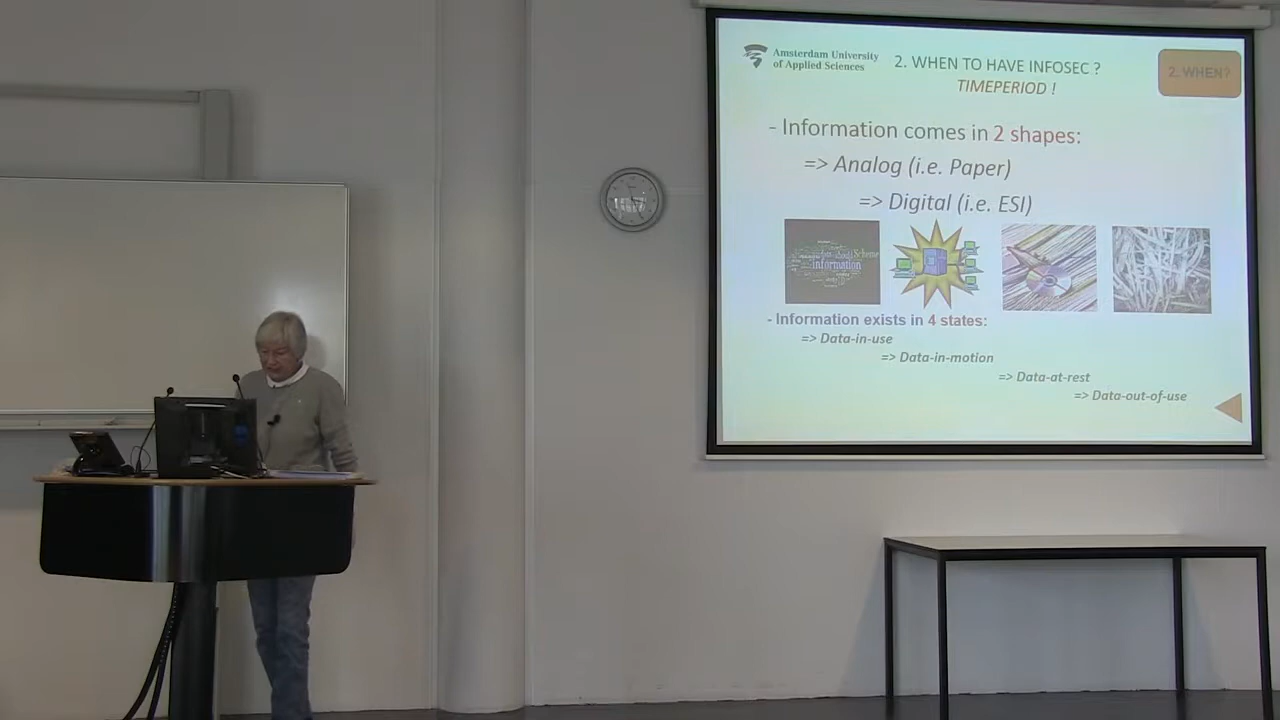 Amsterdam University
of Applied Sciences
2. WHEN TO HAVE INFOSEC ?
TIMEPERIOD !
2. WHEN?
- Information comes in 2 shapes:
=> Analog (i.e. Paper)
=> Digital (i.e. ESI)
Scheme
information
- Information exists in 4 states:
=> Data-in-use
=> Data-in-motion
=> Data-at-rest
=> Data-out-of-use